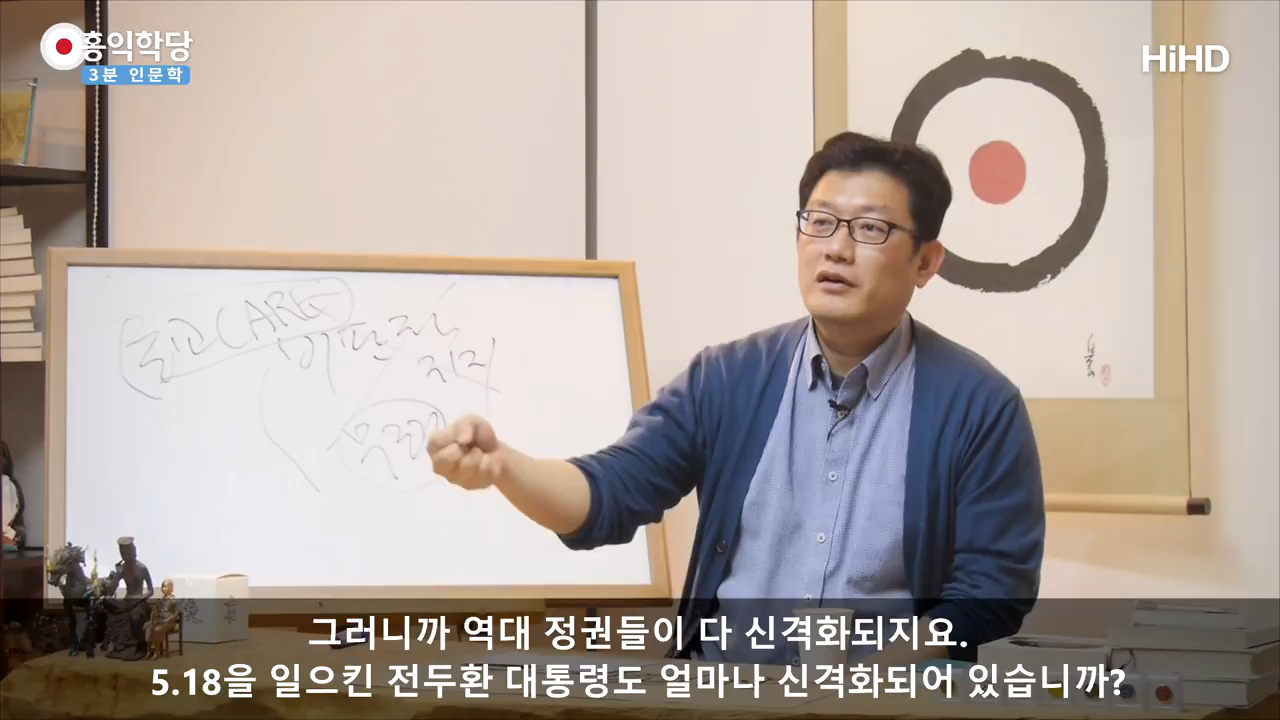 홍익학당
3분 인문학
HiHD
CARE
그러니까 역대 정권들이 다 신격화되지요.
5.18을 일으킨 전두환 대통령도 얼마나 신격화되어 있습니까?